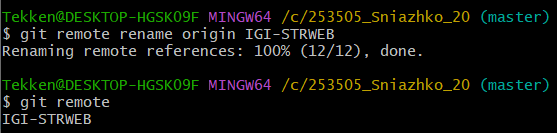 Tekken@DESKTOP-HGSK09F MINGW64 /c/253505_Sniazhko_20 (master)
$ git remote rename origin IGI-STRWEB
Renaming remote references: 100% (12/12), done.
Tekken@DESKTOP-HGSK09F MINGW64 /c/253505_Sniazhko_20 (master)
$ git remote
IGI-STRWEB